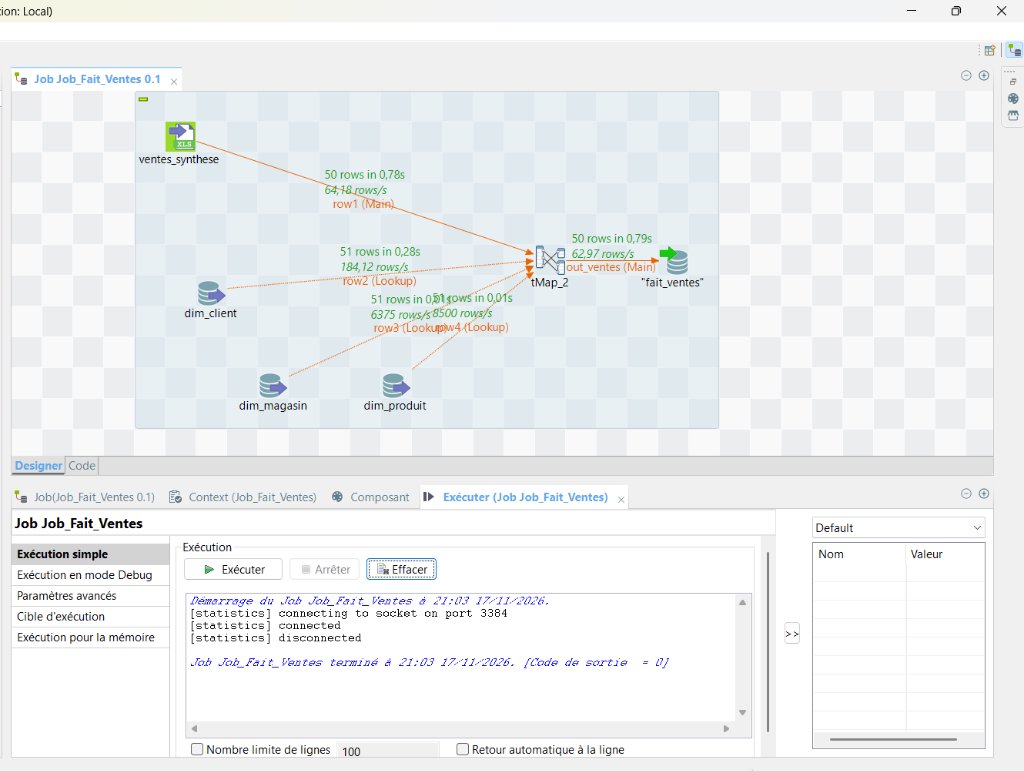 ion: Local)
Job Job_Fait_Ventes 0.1
XLS
ventes_synthese
50 rows in 0,78s
64,18 rows/s
row1 (Main)
50 rows in 0,79s
62,97 rows/s
out_ventes (Main)
51 rows in 0,28s
184,12 rows/s
row2 (Lookup)
tMap_2
"fait_ventes"
dim_client
51 rows in 0,01s
6375 rows/s
row3 (Lookup)
51 rows in 0,01s
8500 rows/s
row4 (Lookup)
dim_magasin
dim_produit
Designer
Code
Job(Job_Fait_Ventes 0.1)
Context (Job_Fait_Ventes)
Composant
Exécuter (Job Job_Fait_Ventes)
Job Job_Fait_Ventes
Exécution simple
Exécution en mode Debug
Paramètres avancés
Cible d'exécution
Exécution pour la mémoire
Exécution
Exécuter
Arrêter
Effacer
Démarrage du Job Job_Fait_Ventes à 21:03 17/11/2026.
[statistics] connecting to socket on port 3384
[statistics] connected
[statistics] disconnected
Job Job_Fait_Ventes terminé à 21:03 17/11/2026. [Code de sortie  = 0]
Nombre limite de lignes
100
Retour automatique à la ligne
>>
Default
Nom
Valeur